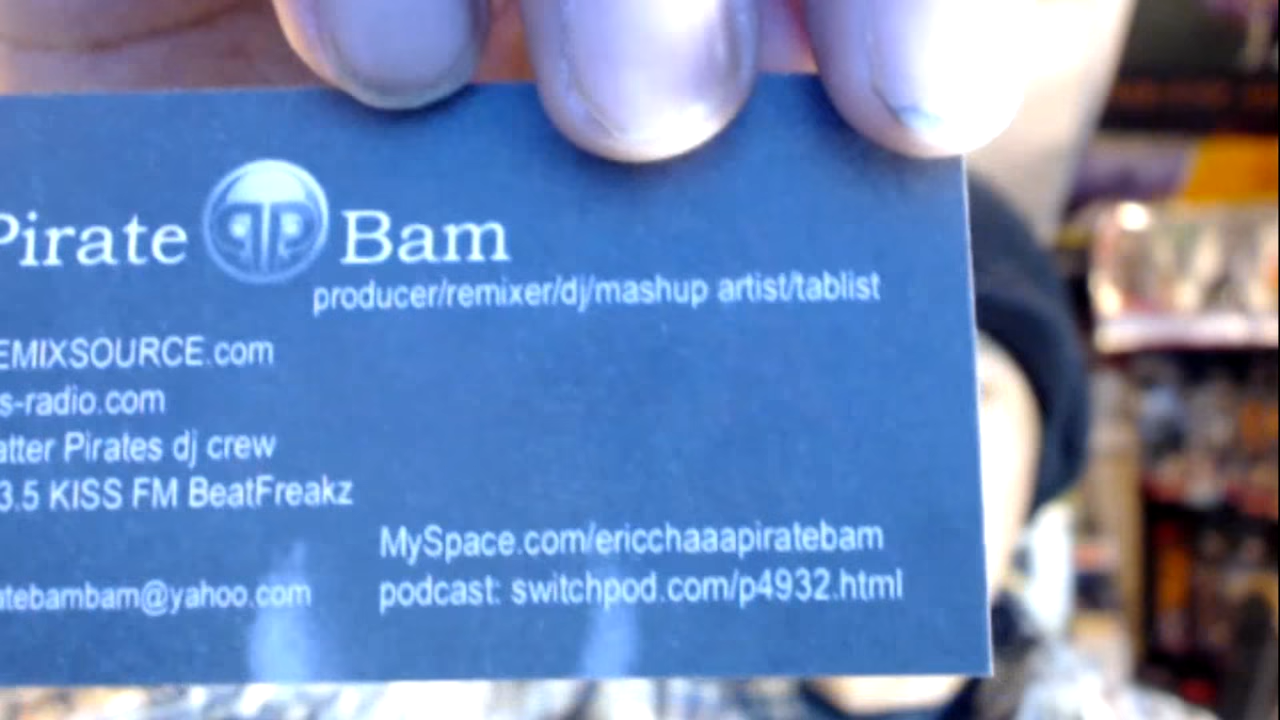 Pirate Bam
producer/remixer/dj/mashup artist/tablist
EMIXSOURCE.com
s-radio.com
atter Pirates dj crew
3.5 KISS FM BeatFreakz
MySpace.com/ericchaaapiratebam
atebambam@yahoo.com
podcast: switchpod.com/p4932.html